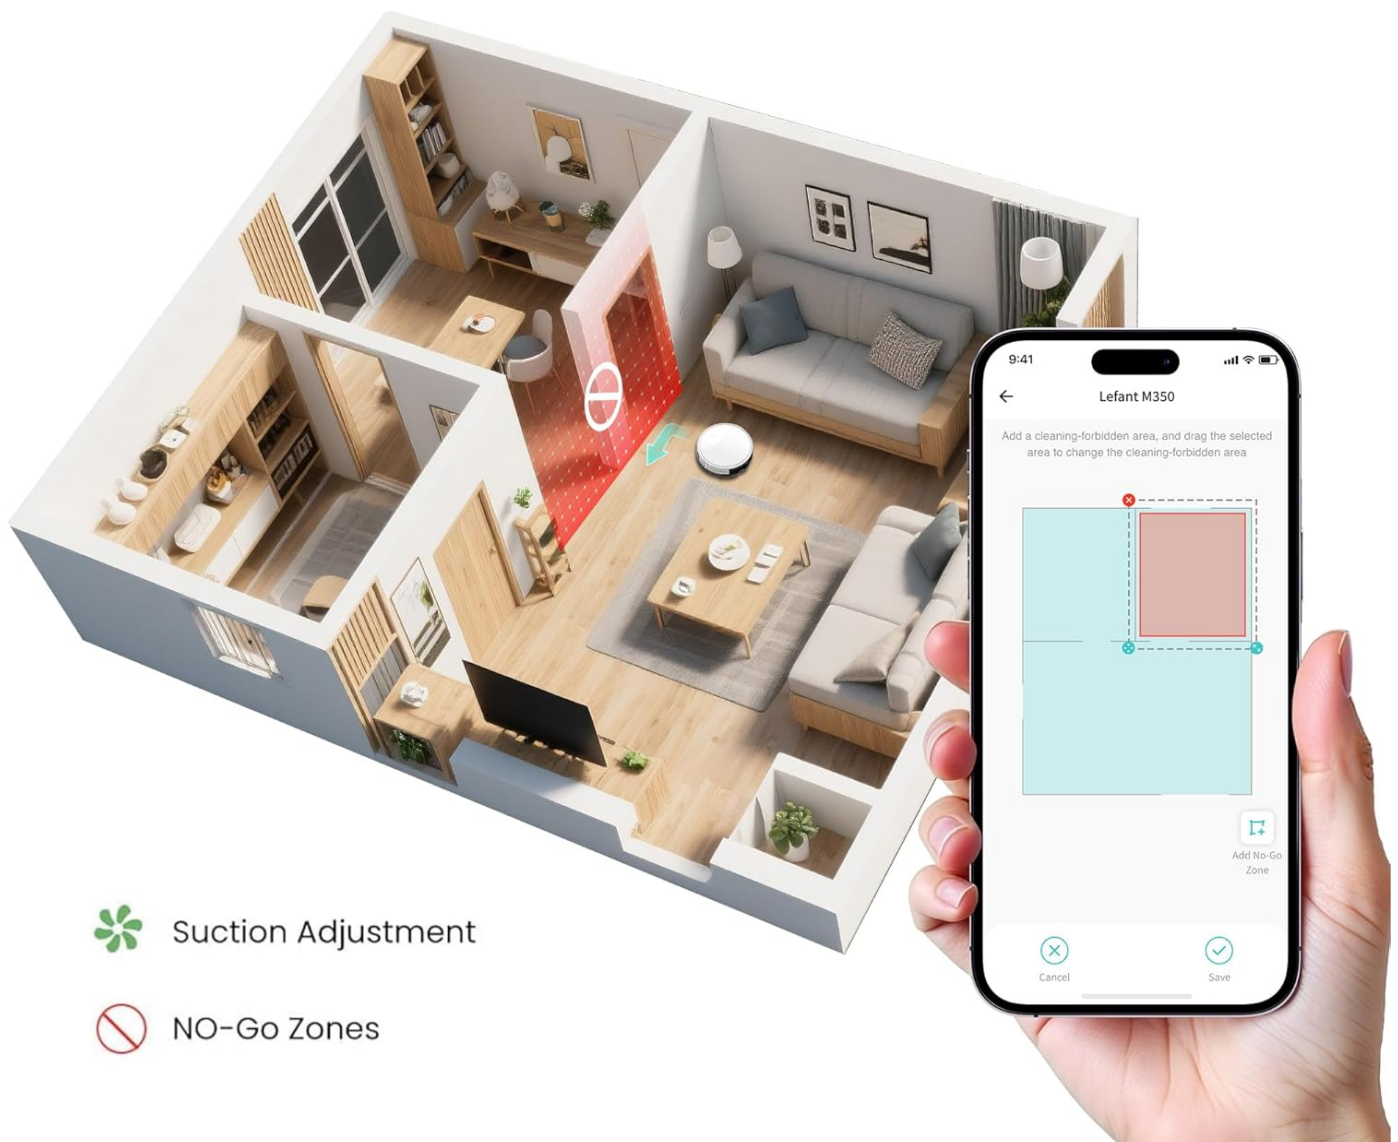 9:41
Lefant M350
Add a cleaning-forbidden area, and drag the selected
area to change the cleaning-forbidden area
Add No-Go
Zone
Cancel
Save
Suction Adjustment
NO-Go Zones